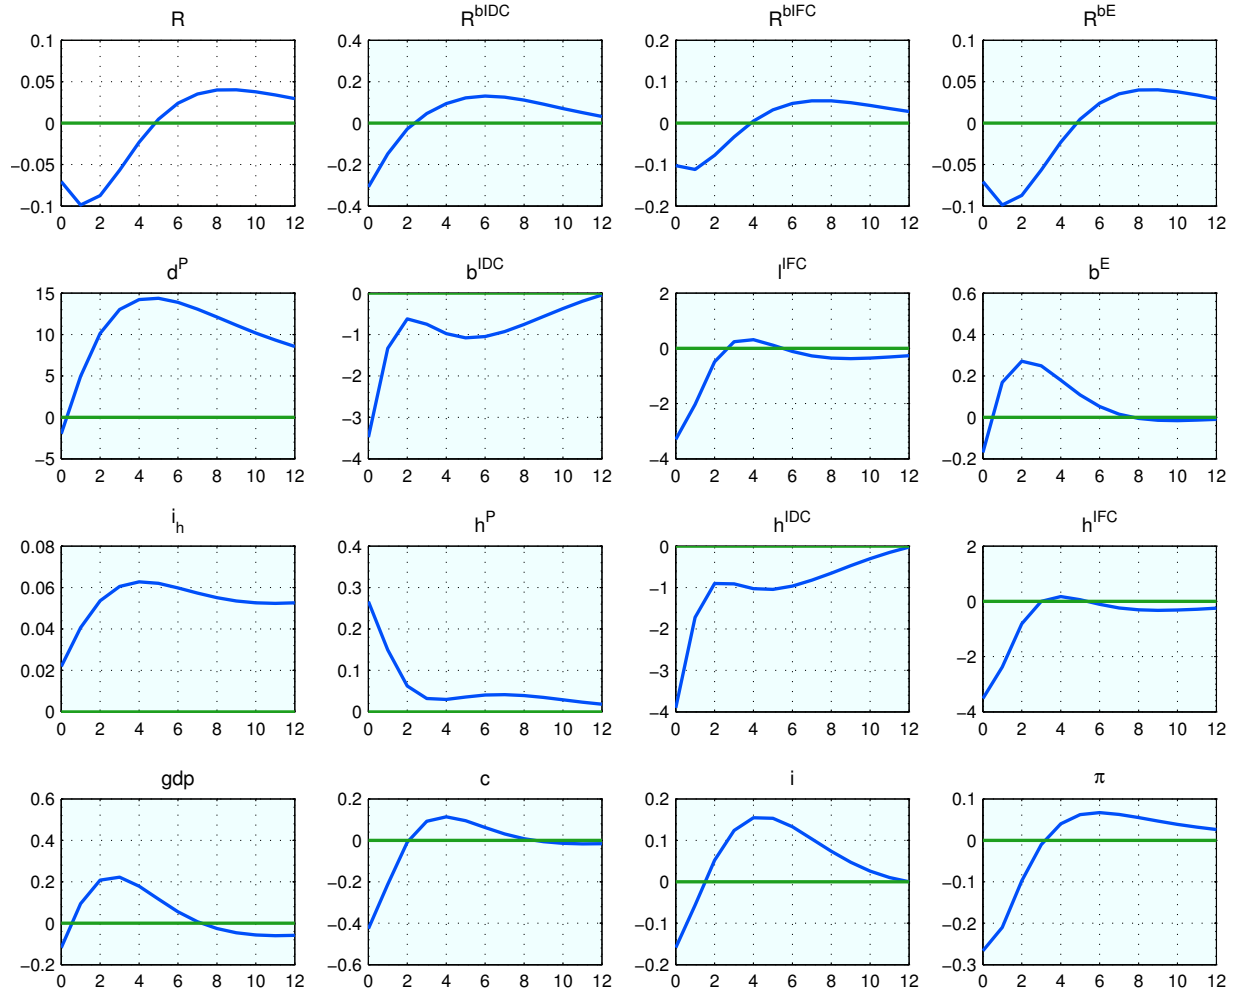 R R^bIDC R^bIFC R^bE
0.1 0.4 0.2 0.1
0.05 0.2 0.1 0.05
0 0 0 0
−0.05 −0.2 −0.1 −0.05
−0.1 −0.4 −0.2 −0.1
0 2 4 6 8 10 12 0 2 4 6 8 10 12 0 2 4 6 8 10 12 0 2 4 6 8 10 12
d^P b^IDC l^IFC b^E
15 0 2 0.6
10 −1 0 0.4
5 −2 −2 0.2
0 −3 −4 0
−5 −4 −0.2
0 2 4 6 8 10 12 0 2 4 6 8 10 12 0 2 4 6 8 10 12 0 2 4 6 8 10 12
i_h h^P h^IDC h^IFC
0.08 0.4 0 2
0.06 0.3 −1 0
0.04 0.2 −2 −2
0.02 0.1 −3 −4
0 0 −4
0 2 4 6 8 10 12 0 2 4 6 8 10 12 0 2 4 6 8 10 12 0 2 4 6 8 10 12
gdp c i π
0.6 0.2 0.2 0.1
0.4 0 0.1 0
0.2 −0.2 0 −0.1
0 −0.4 −0.1 −0.2
−0.2 −0.6 −0.2 −0.3
0 2 4 6 8 10 12 0 2 4 6 8 10 12 0 2 4 6 8 10 12 0 2 4 6 8 10 12